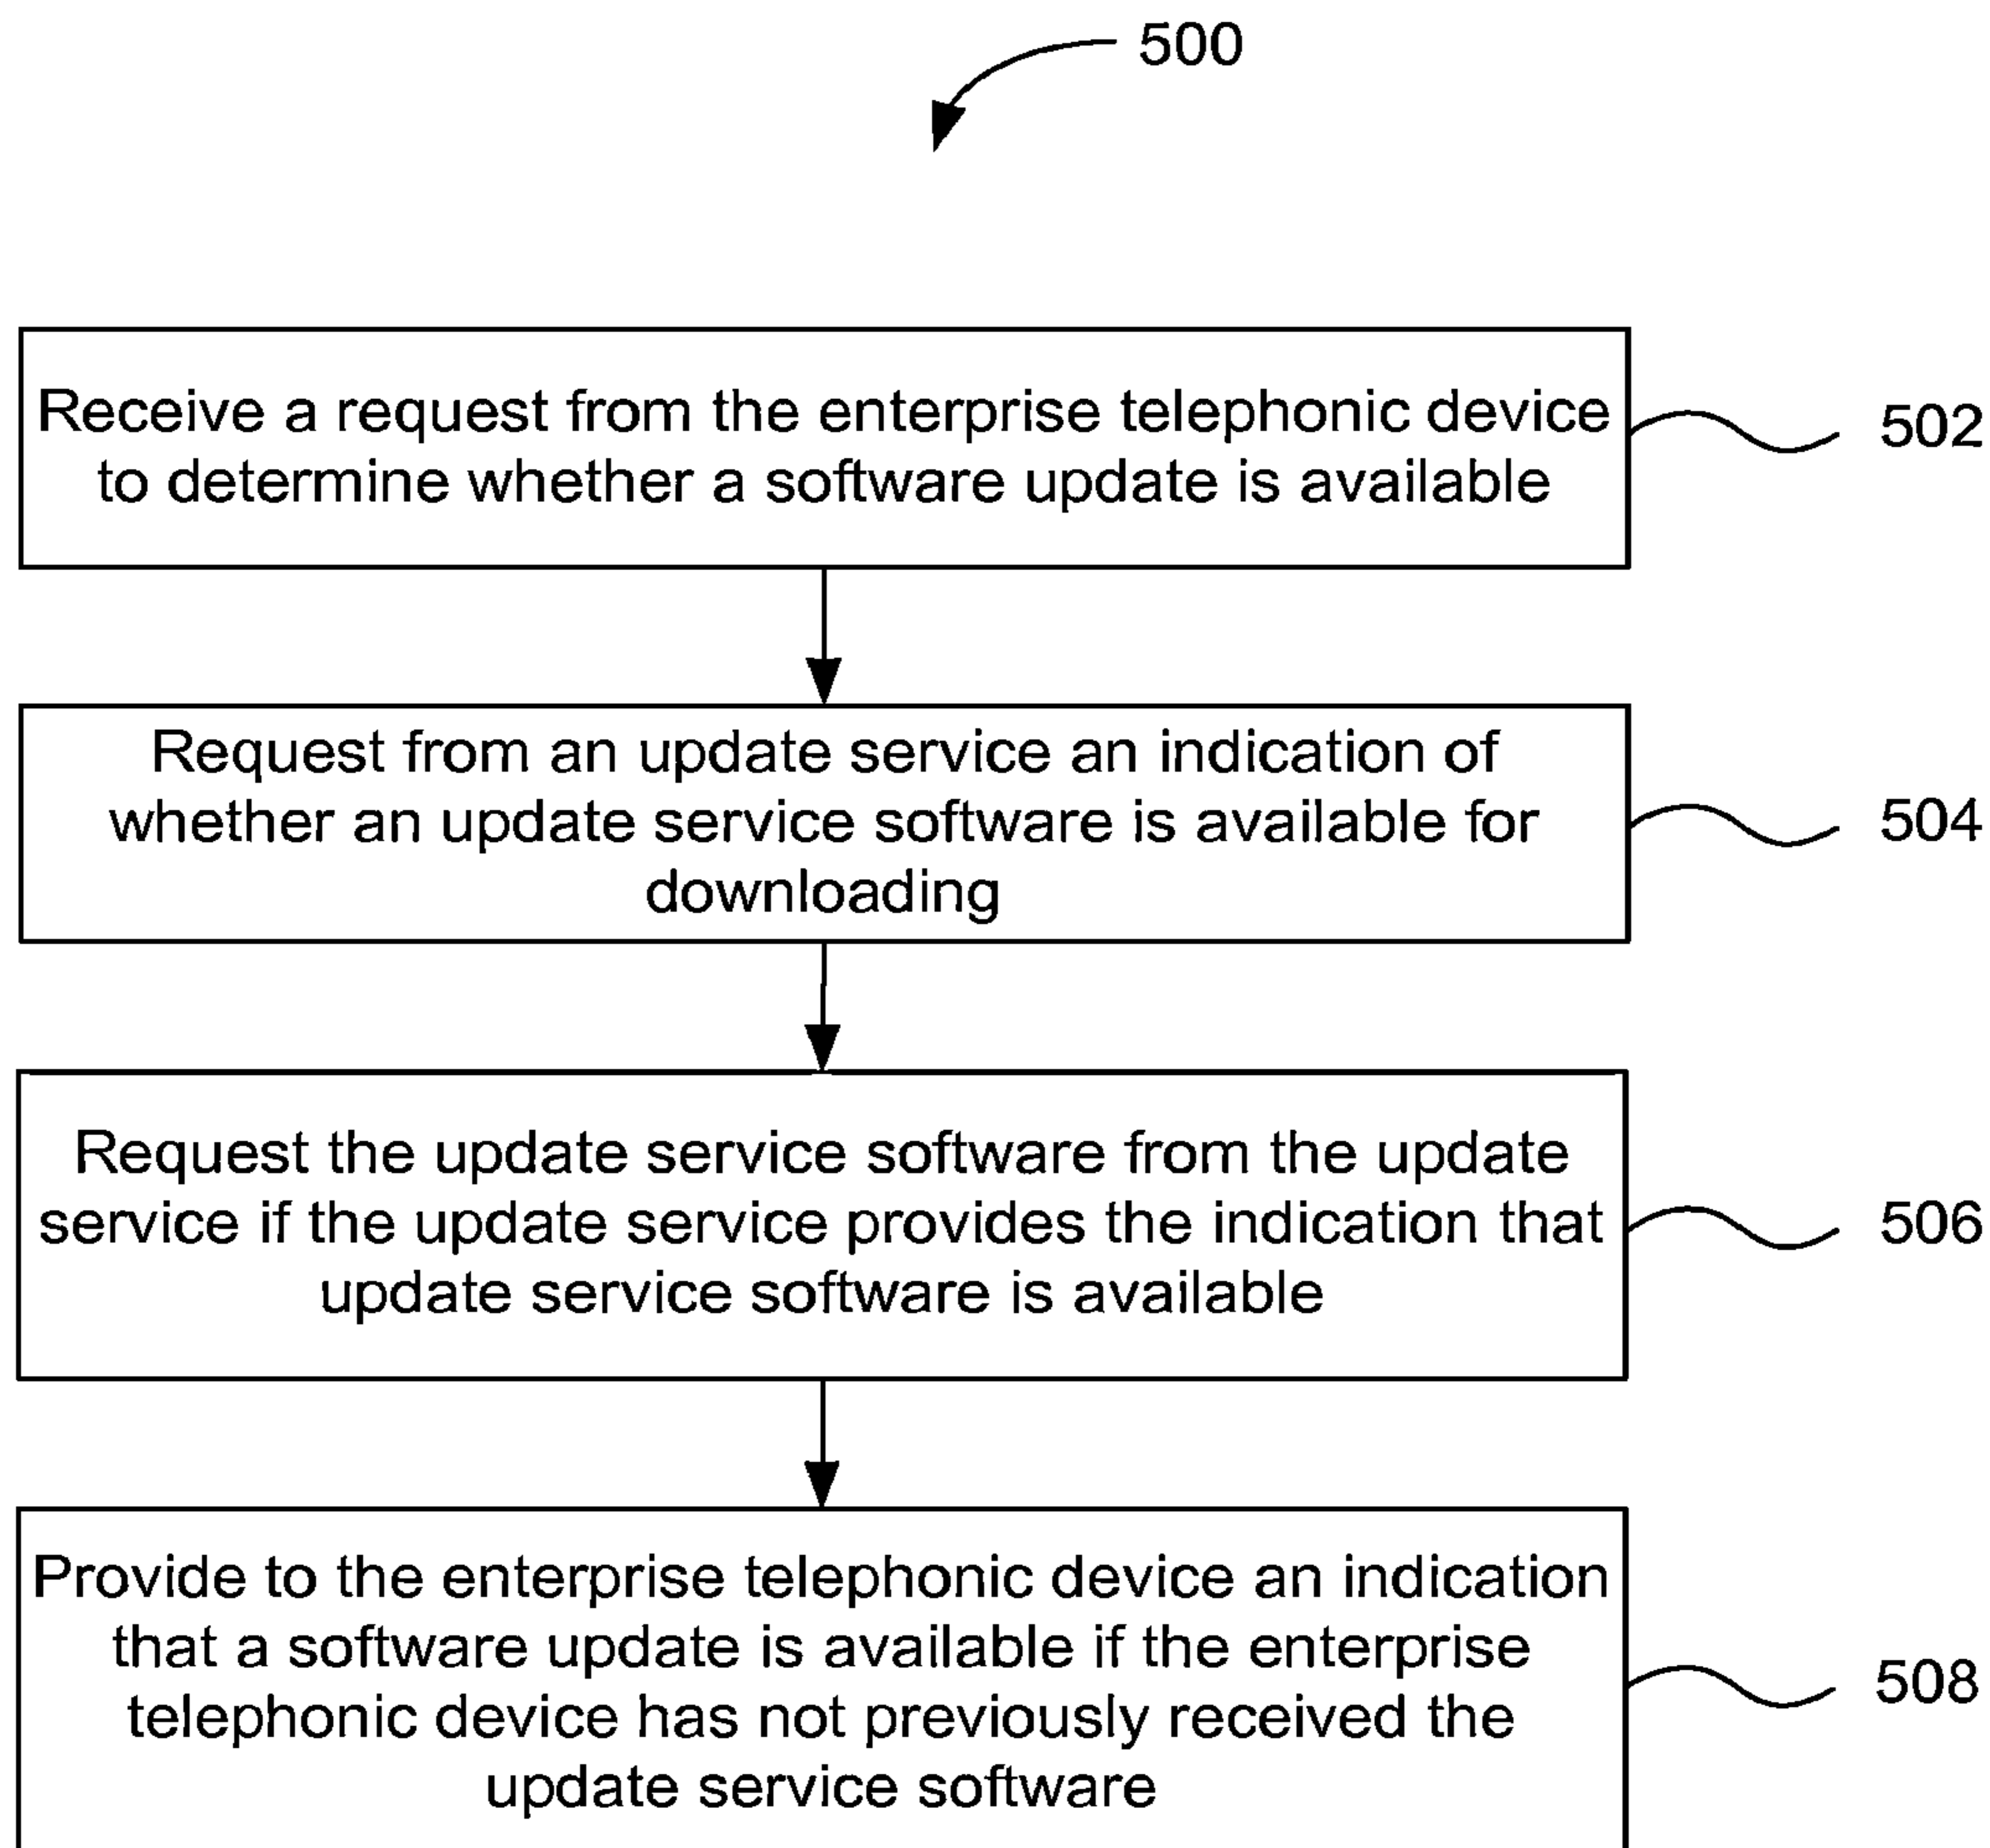 500
Receive a request from the enterprise telephonic device
to determine whether a software update is available
502
Request from an update service an indication of
whether an update service software is available for
downloading
504
Request the update service software from the update
service if the update service provides the indication that
update service software is available
506
Provide to the enterprise telephonic device an indication
that a software update is available if the enterprise
telephonic device has not previously received the
update service software
508